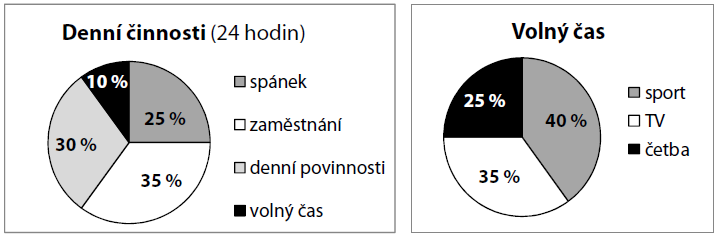 Denní činnosti (24 hodin)
10 %
25 %
30 %
35 %
spánek
zaměstnání
denní povinnosti
volný čas
Volný čas
25 %
40 %
35 %
sport
TV
četba